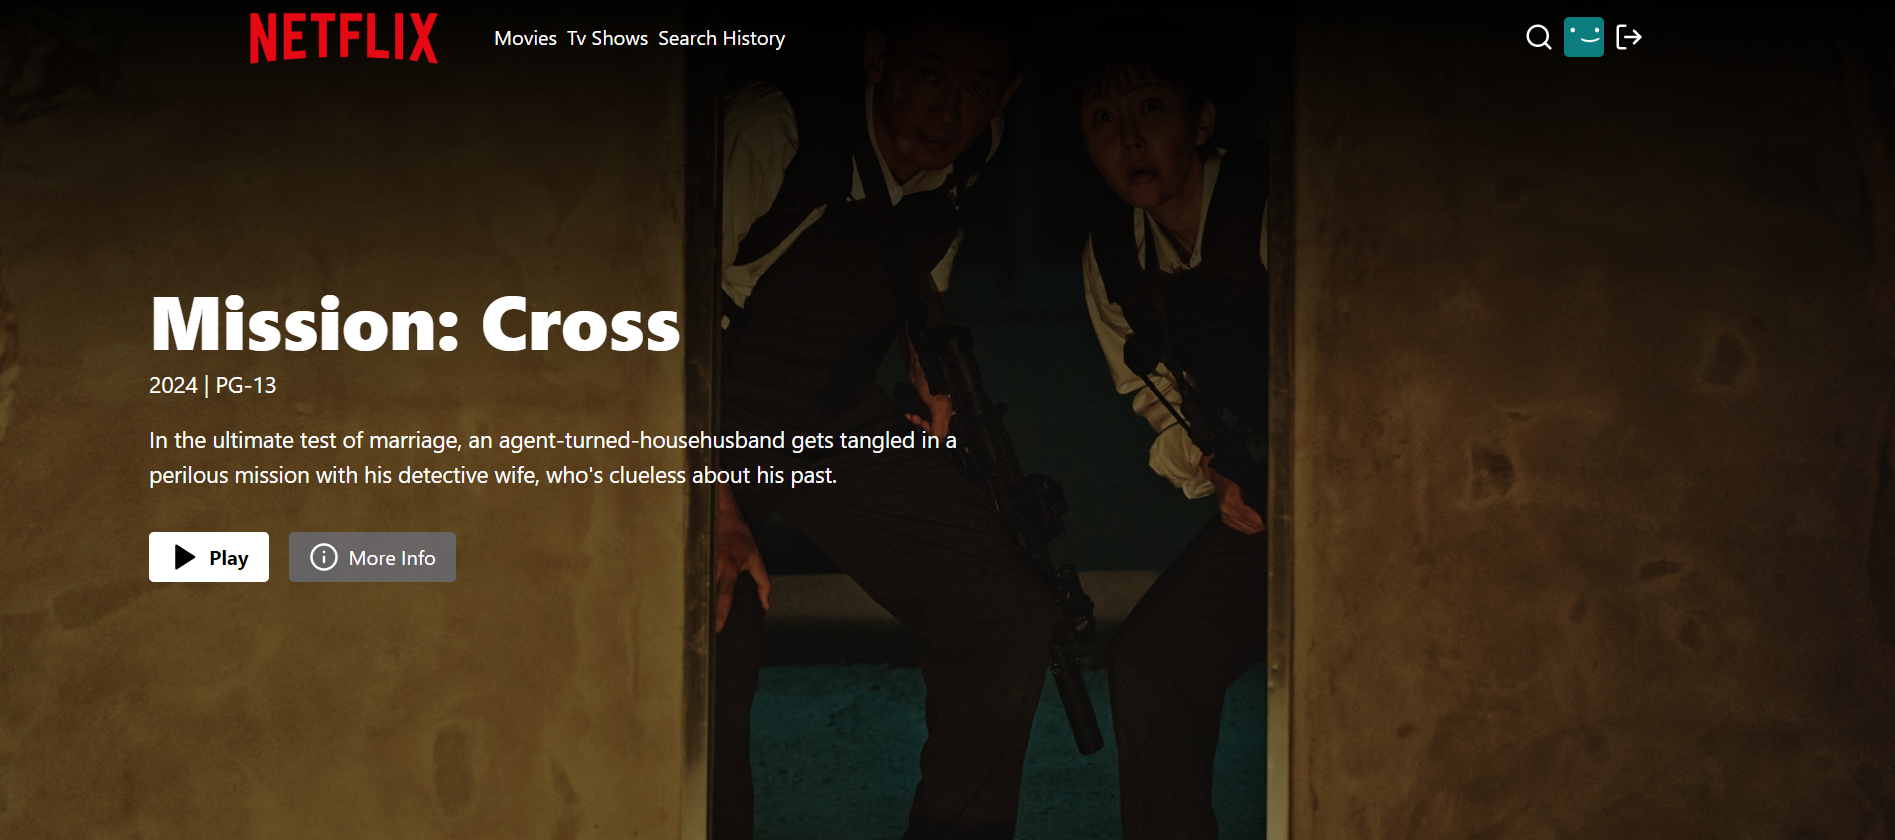 NETFLIX
Movies Tv Shows Search History
Mission: Cross
2024 | PG-13
In the ultimate test of marriage, an agent-turned-househusband gets tangled in a
perilous mission with his detective wife, who's clueless about his past.
Play More Info